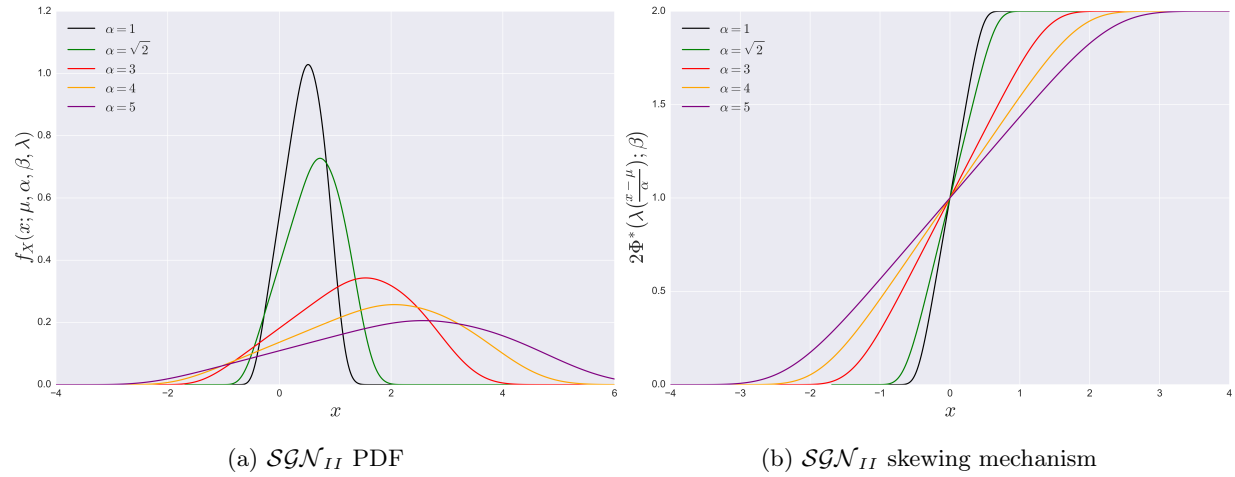 1.2
1.0
0.8
0.6
0.4
0.2
0.0
−4
−2
0
2
4
6
x
f_X(x; μ, α, β, λ)
α = 1
α = √2
α = 3
α = 4
α = 5
(a) SGN_II PDF
2.0
1.5
1.0
0.5
0.0
−4
−3
−2
−1
0
1
2
3
4
x
2Φ*(λ((x − μ)/α); β)
α = 1
α = √2
α = 3
α = 4
α = 5
(b) SGN_II skewing mechanism